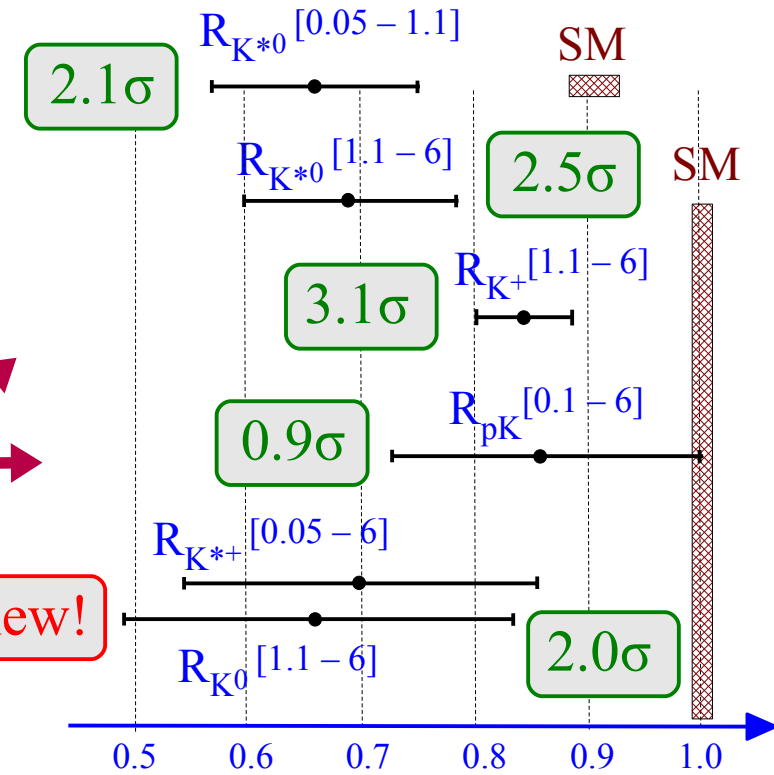 R_K*0 [0.05 – 1.1]
SM
2.1σ
R_K*0 [1.1 – 6]
2.5σ
SM
R_K+ [1.1 – 6]
3.1σ
R_pK [0.1 – 6]
0.9σ
R_K*+ [0.05 – 6]
ew!
R_K0 [1.1 – 6]
2.0σ
0.5 0.6 0.7 0.8 0.9 1.0